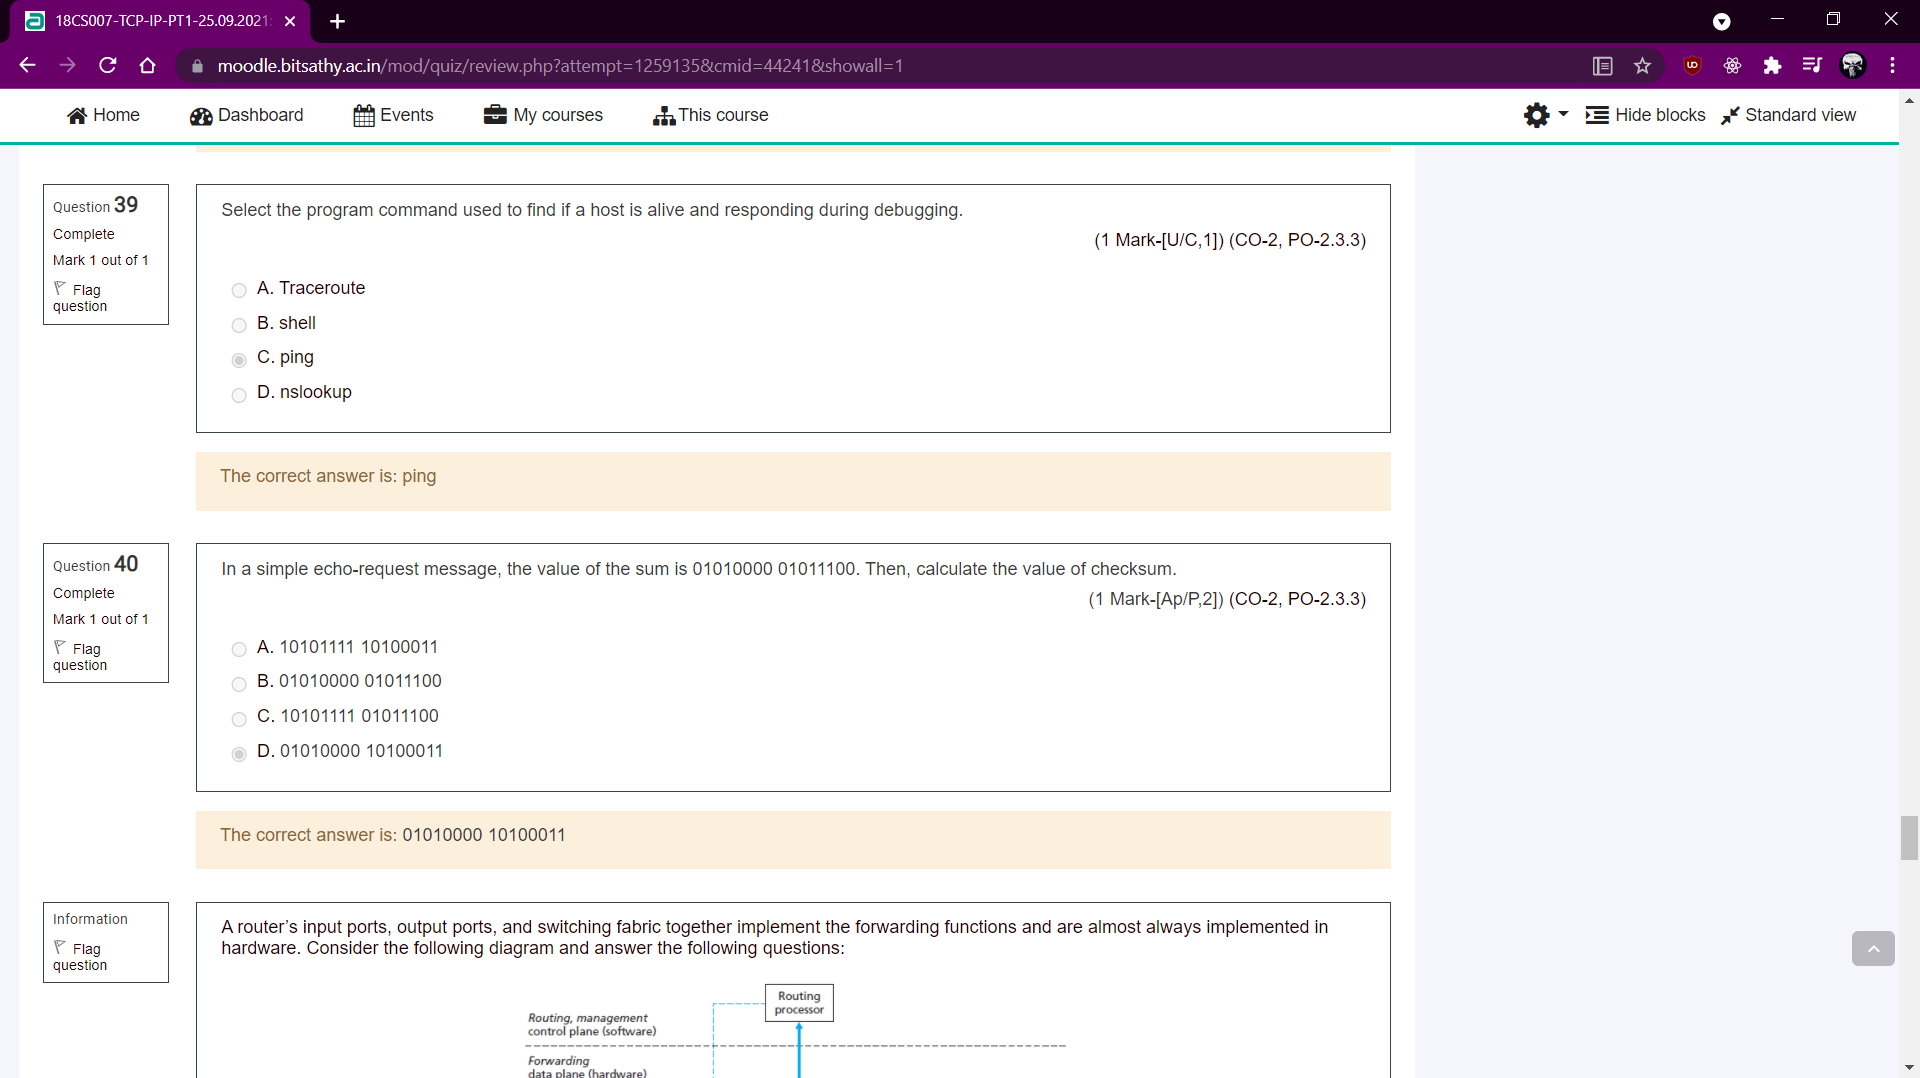 18CS007-TCP-IP-PT1-25.09.2021
moodle.bitsathy.ac.in/mod/quiz/review.php?attempt=1259135&cmid=44241&showall=1
Home Dashboard Events My courses This course Hide blocks Standard view
Question 39
Complete
Mark 1 out of 1
Flag
question
Select the program command used to find if a host is alive and responding during debugging.
(1 Mark-[U/C,1]) (CO-2, PO-2.3.3)
A. Traceroute
B. shell
C. ping
D. nslookup
The correct answer is: ping
Question 40
Complete
Mark 1 out of 1
Flag
question
In a simple echo-request message, the value of the sum is 01010000 01011100. Then, calculate the value of checksum.
(1 Mark-[Ap/P,2]) (CO-2, PO-2.3.3)
A. 10101111 10100011
B. 01010000 01011100
C. 10101111 01011100
D. 01010000 10100011
The correct answer is: 01010000 10100011
Information
Flag
question
A router’s input ports, output ports, and switching fabric together implement the forwarding functions and are almost always implemented in
hardware. Consider the following diagram and answer the following questions:
Routing
processor
Routing, management
control plane (software)
Forwarding
data plane (hardware)